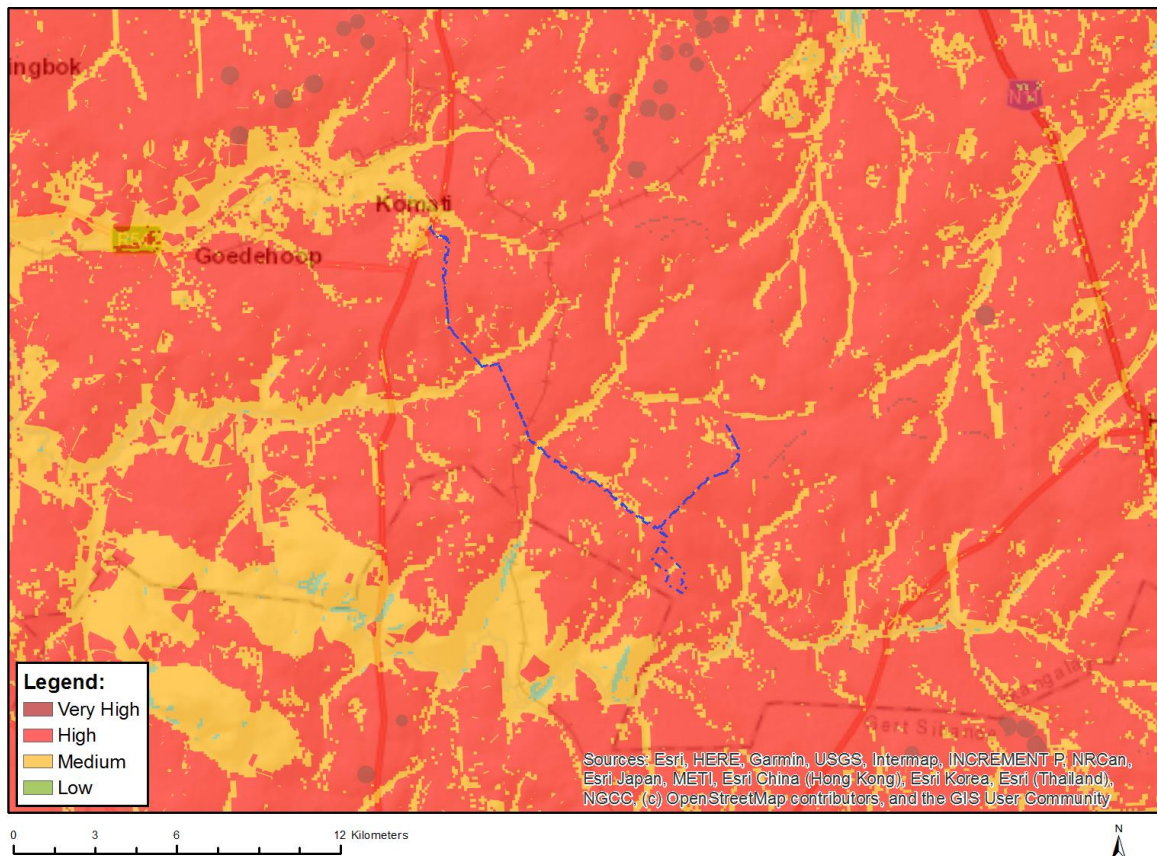 ingbok
N11
Komati
Goedehoop
Gert Sibande
Legend:
Very High
High
Medium
Low
Sources: Esri, HERE, Garmin, USGS, Intermap, INCREMENT P, NRCan,
Esri Japan, METI, Esri China (Hong Kong), Esri Korea, Esri (Thailand),
NGCC, (c) OpenStreetMap contributors, and the GIS User Community
0 3 6 12 Kilometers
N